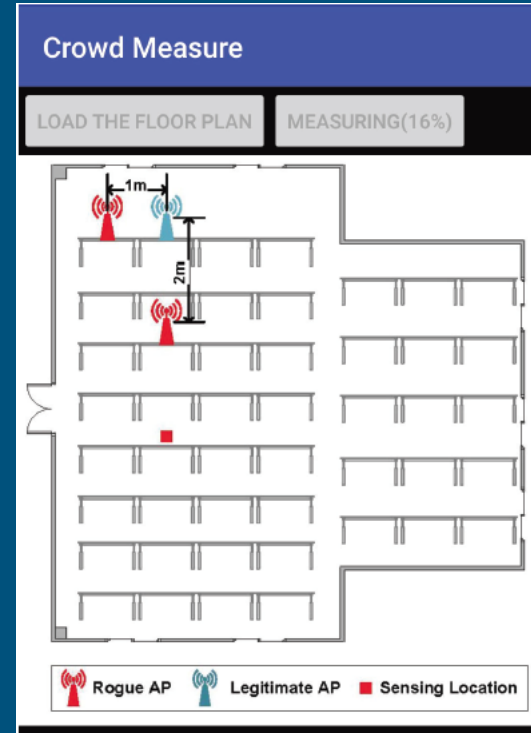 Crowd Measure
LOAD THE FLOOR PLAN MEASURING(16%)
1m
2m
Rogue AP Legitimate AP Sensing Location